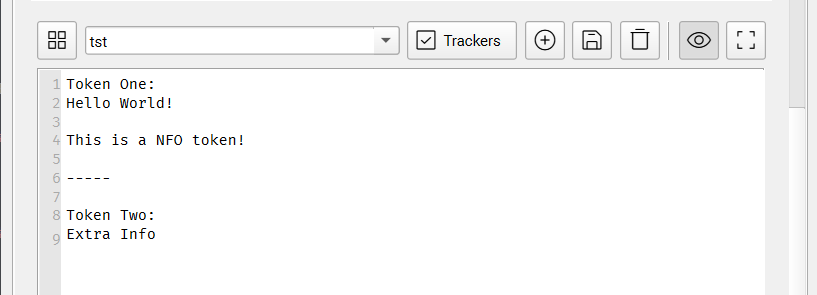 tst
Trackers
1 Token One:
2 Hello World!
3
4 This is a NFO token!
5
6 -----
7
8 Token Two:
9 Extra Info